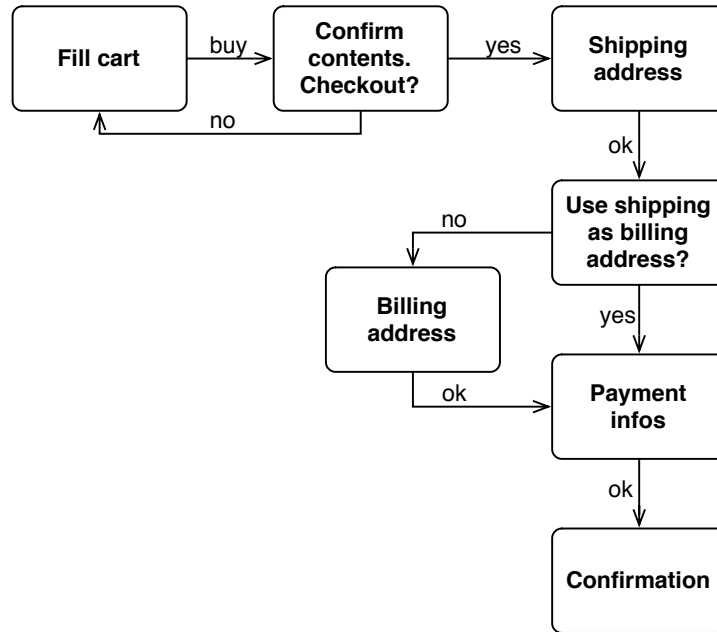 Fill cart
buy
Confirm
contents.
Checkout?
yes
Shipping
address
no
ok
Use shipping
as billing
address?
no
Billing
address
yes
ok
Payment
infos
ok
Confirmation